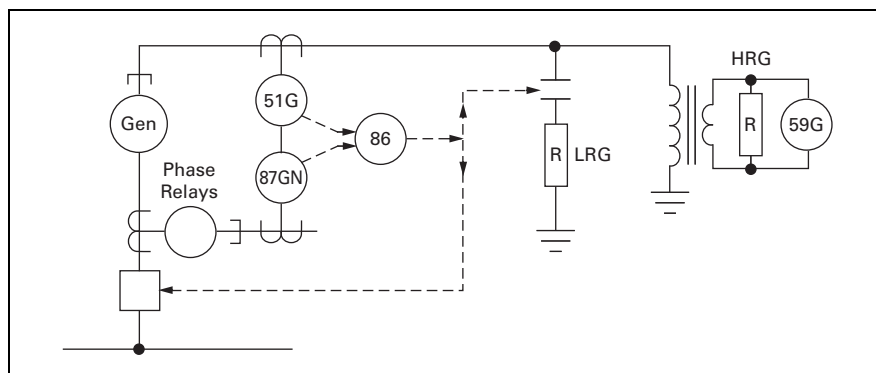 HRG
51G
Gen
86
R
LRG
R
59G
Phase
Relays
87GN